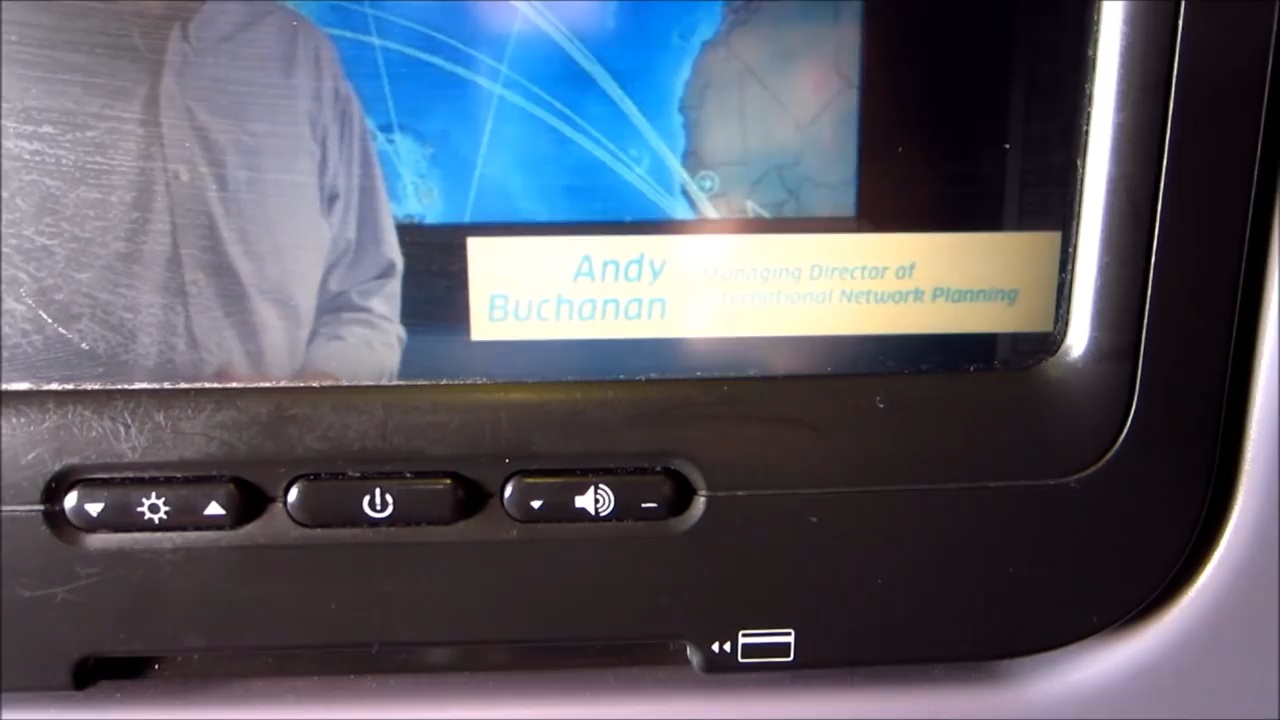 Andy
Buchanan
Managing Director of
International Network Planning